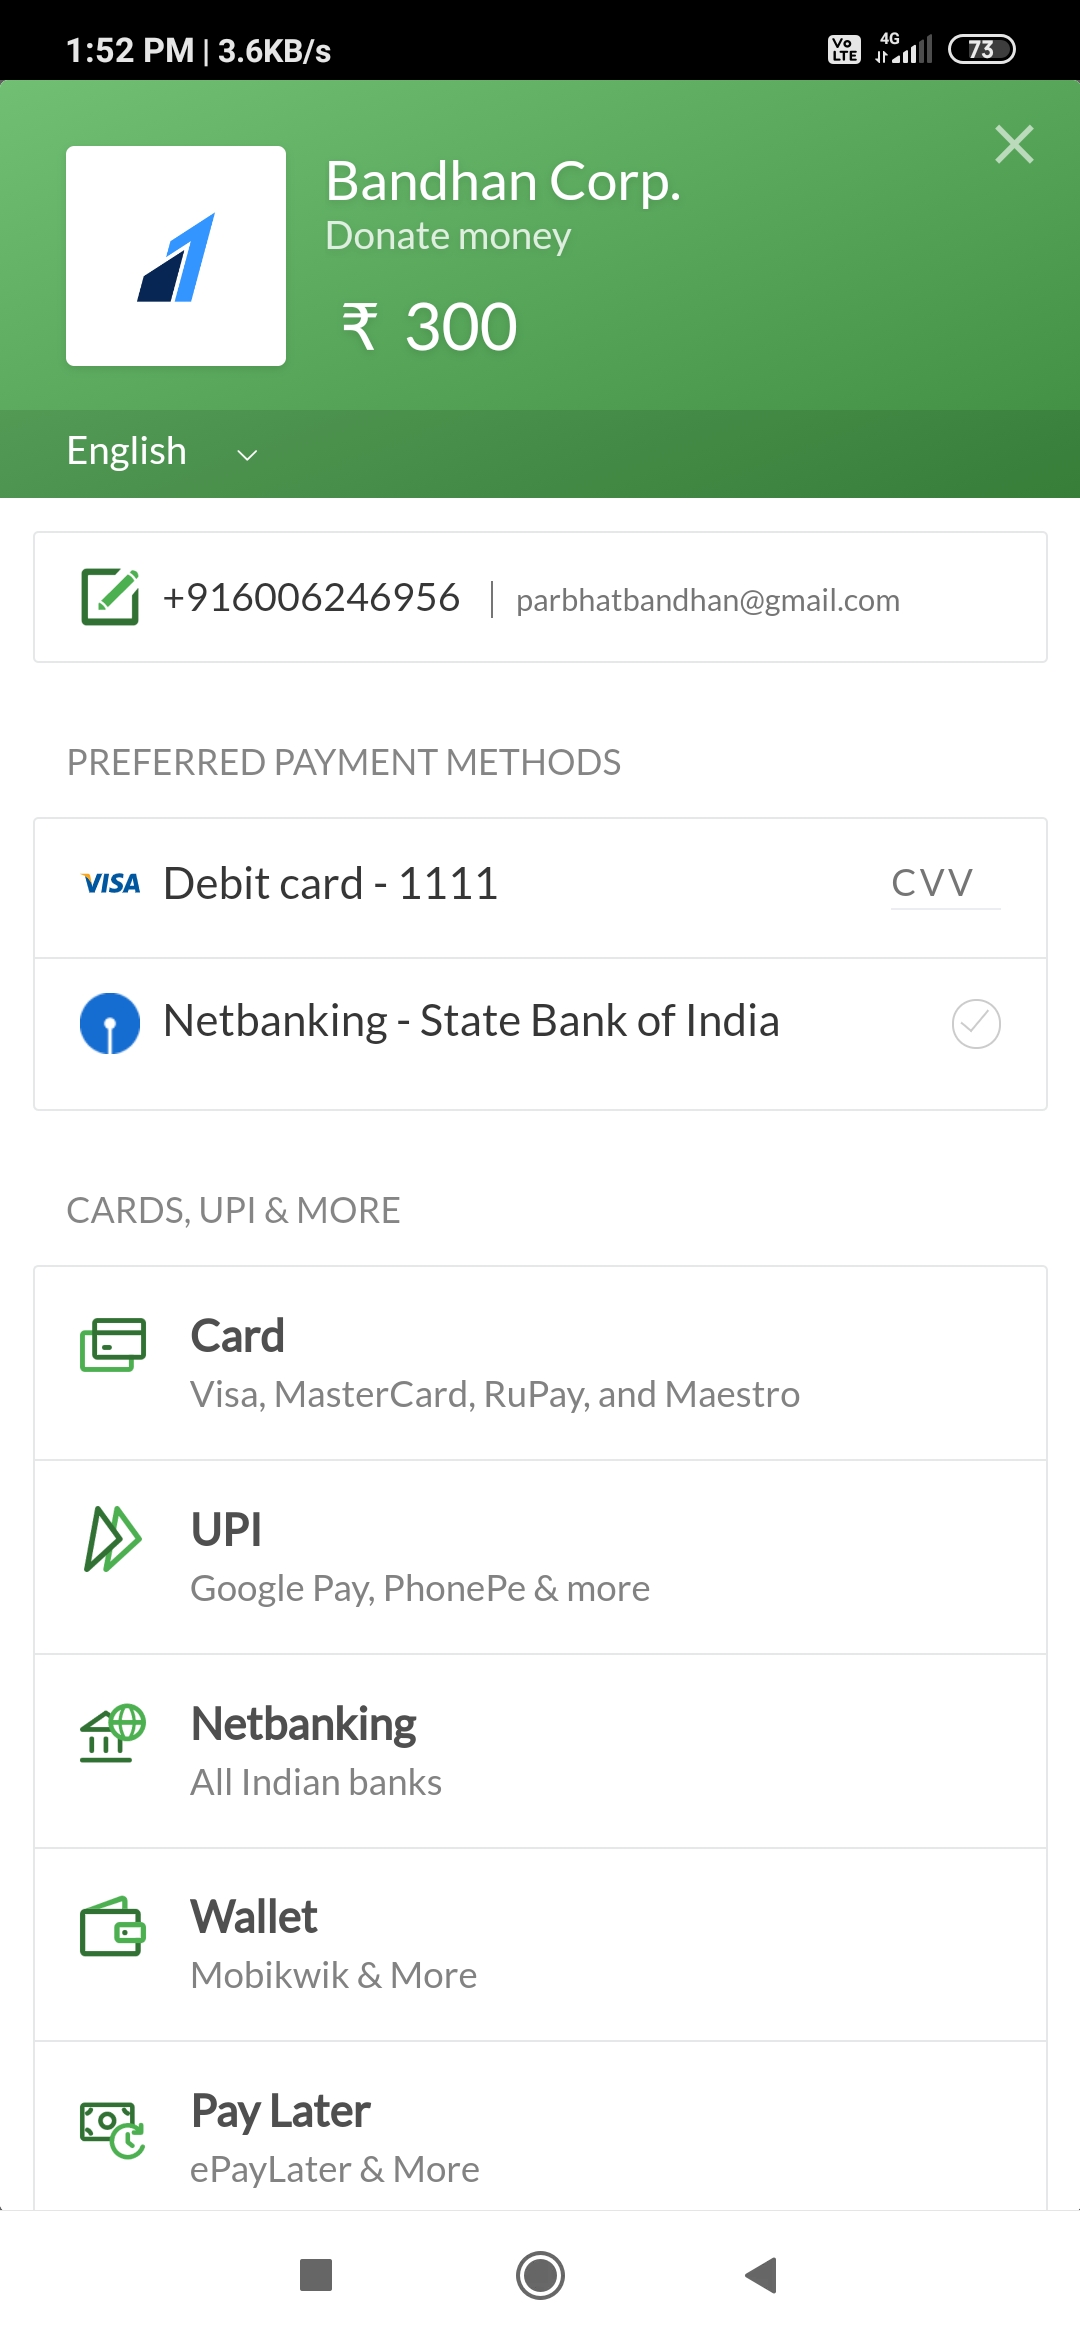 1:52 PM | 3.6KB/s
Vo LTE 4G 73
Bandhan Corp.
Donate money
₹ 300
English
+916006246956 | parbhatbandhan@gmail.com
PREFERRED PAYMENT METHODS
VISA Debit card - 1111 CVV
Netbanking - State Bank of India
CARDS, UPI & MORE
Card
Visa, MasterCard, RuPay, and Maestro
UPI
Google Pay, PhonePe & more
Netbanking
All Indian banks
Wallet
Mobikwik & More
Pay Later
ePayLater & More